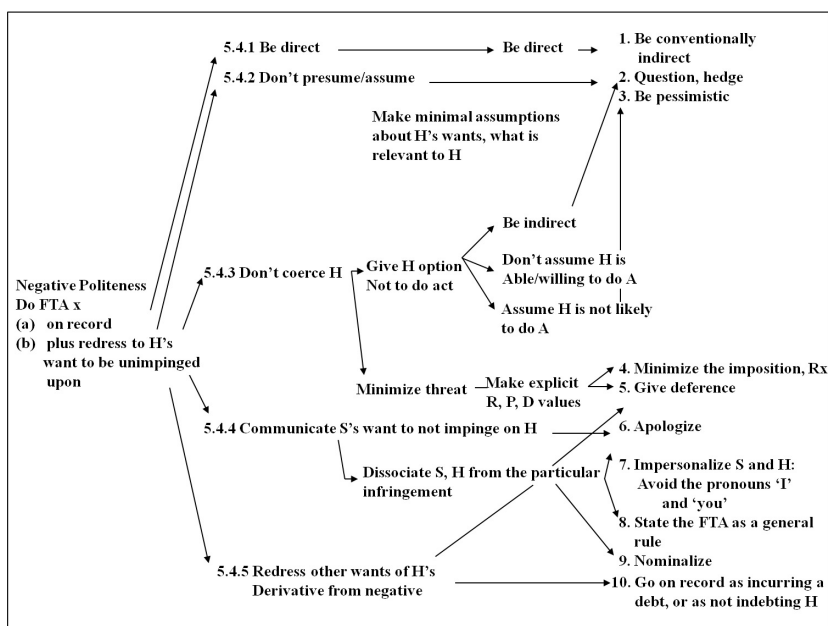 5.4.1 Be direct
Be direct
1. Be conventionally
indirect
5.4.2 Don't presume/assume
2. Question, hedge
3. Be pessimistic
Make minimal assumptions
about H's wants, what is
relevant to H
Be indirect
Negative Politeness
Do FTA x
(a) on record
(b) plus redress to H's
want to be unimpinged
upon
5.4.3 Don't coerce H
Give H option
Not to do act
Don't assume H is
Able/willing to do A
Assume H is not likely
to do A
Minimize threat
Make explicit
R, P, D values
4. Minimize the imposition, Rx
5. Give deference
5.4.4 Communicate S's want to not impinge on H
6. Apologize
Dissociate S, H from the particular
infringement
7. Impersonalize S and H:
Avoid the pronouns 'I'
and 'you'
8. State the FTA as a general
rule
9. Nominalize
5.4.5 Redress other wants of H's
Derivative from negative
10. Go on record as incurring a
debt, or as not indebting H